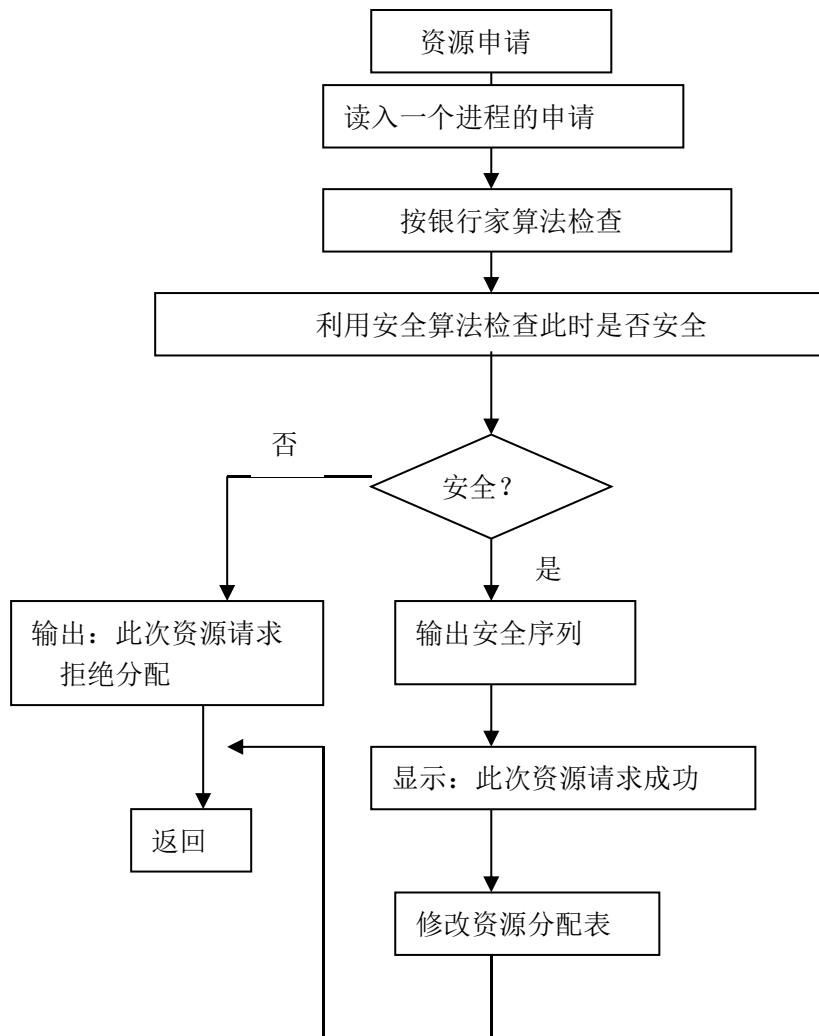 资源申请
读入一个进程的申请
按银行家算法检查
利用安全算法检查此时是否安全
否
安全？
是
输出：此次资源请求
拒绝分配
输出安全序列
显示：此次资源请求成功
返回
修改资源分配表